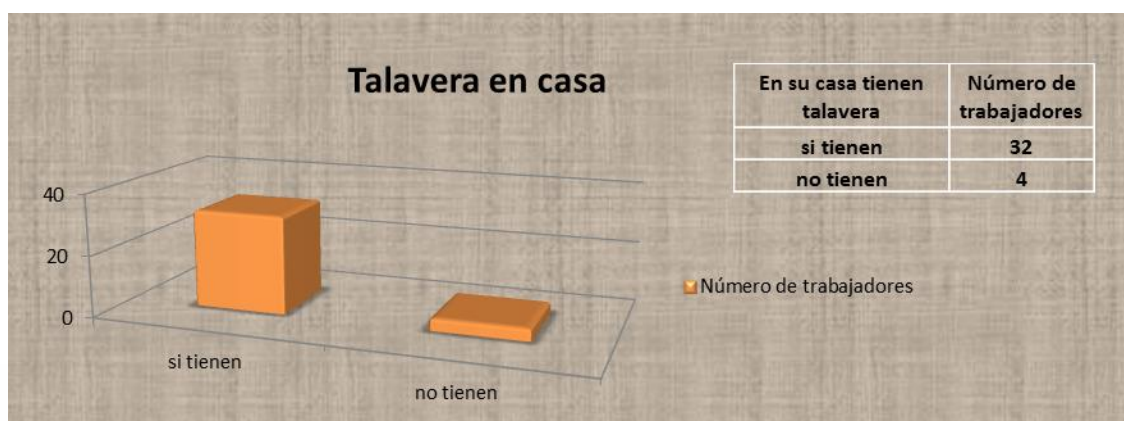 Talavera en casa
En su casa tienen
talavera
Número de
trabajadores
si tienen
32
no tienen
4
40
20
0
si tienen
no tienen
Número de trabajadores